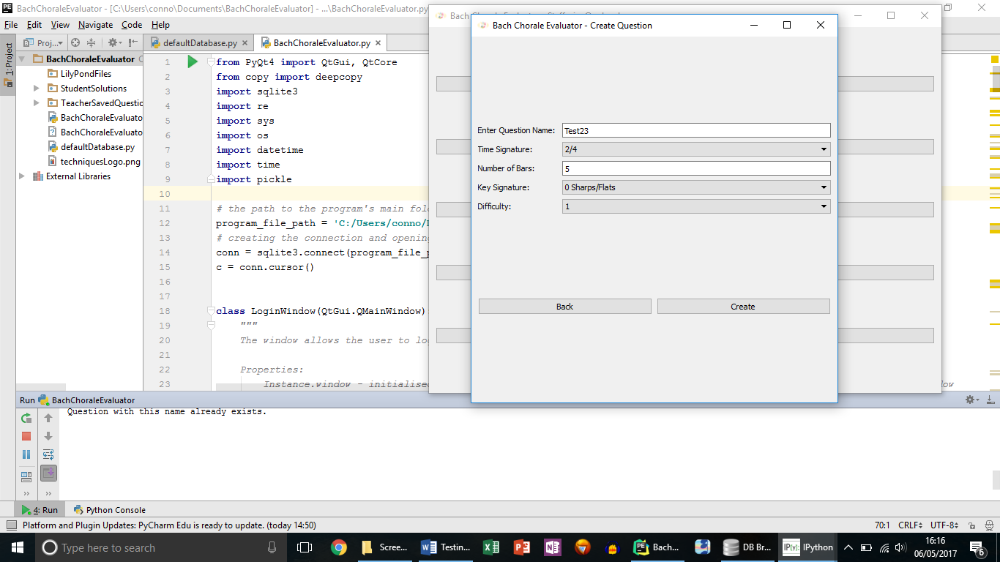 BachChoraleEvaluator - [C:\Users\conno\Documents\BachChoraleEvaluator] - ...\BachChoraleEvaluator.py
File Edit View Navigate Code Help
Proj...
defaultDatabase.py
BachChoraleEvaluator.py
1: Project
BachChoraleEvaluator
LilyPondFiles
StudentSolutions
TeacherSavedQuestio
BachChoraleEvaluato
BachChoraleEvaluato
defaultDatabase.py
techniquesLogo.png
External Libraries
1 from PyQt4 import QtGui, QtCore
2 from copy import deepcopy
3 import sqlite3
4 import re
5 import sys
6 import os
7 import datetime
8 import time
9 import pickle
10
11 # the path to the program's main fol
12 program_file_path = 'C:/Users/conno/
13 # creating the connection and opening
14 conn = sqlite3.connect(program_file_p
15 c = conn.cursor()
16
17
18 class LoginWindow(QtGui.QMainWindow)
19 """
20 The window allows the user to lo
21
22 Properties:
23 Instance.window - initialised
Bach
Bach Chorale Evaluator - Create Question
Enter Question Name: Test23
Time Signature: 2/4
Number of Bars: 5
Key Signature: 0 Sharps/Flats
Difficulty: 1
Back Create
Run BachChoraleEvaluator
Question with this name already exists.
4: Run Python Console
Platform and Plugin Updates: PyCharm Edu is ready to update. (today 14:50) 70:1 CRLF UTF-8
Type here to search
Scree... Testin... Bach... DB Br... IP[y]: IPython
16:16
06/05/2017
6